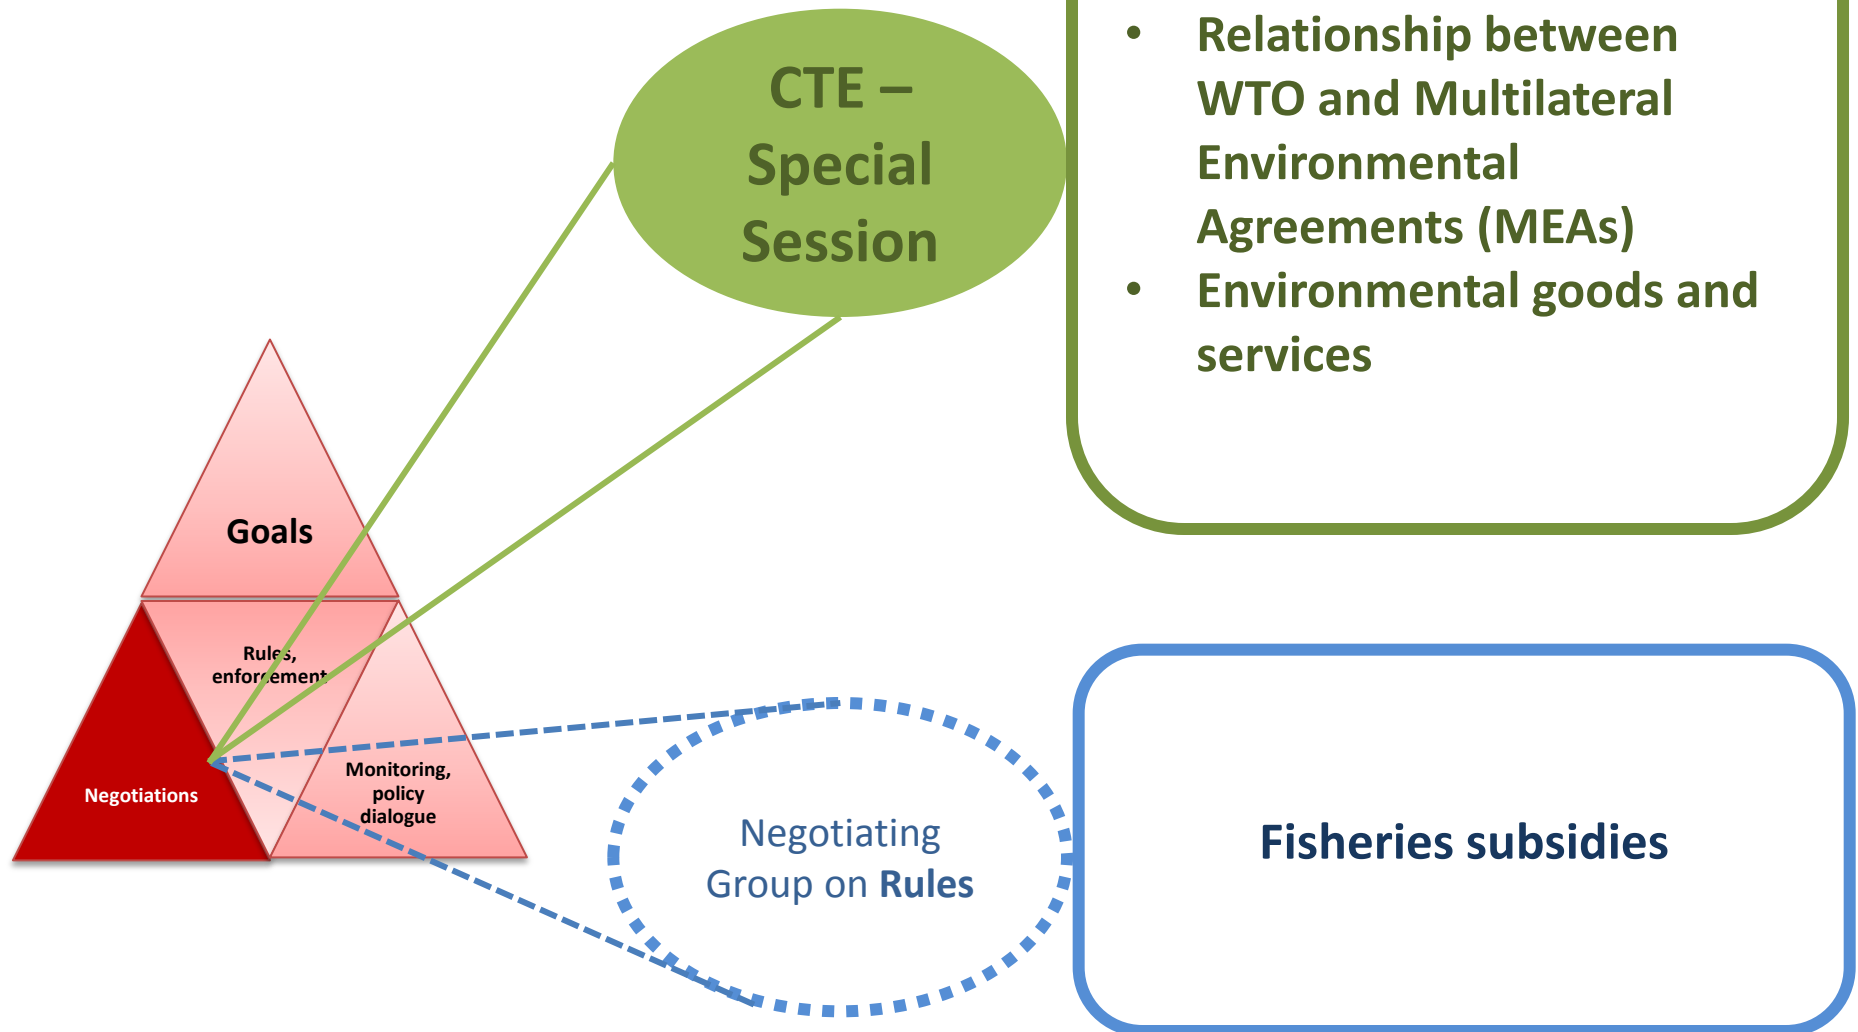 CTE –
Special
Session
• Relationship between
WTO and Multilateral
Environmental
Agreements (MEAs)
• Environmental goods and
services
Goals
Rules,
enforcement
Negotiations
Monitoring,
policy
dialogue
Negotiating
Group on Rules
Fisheries subsidies